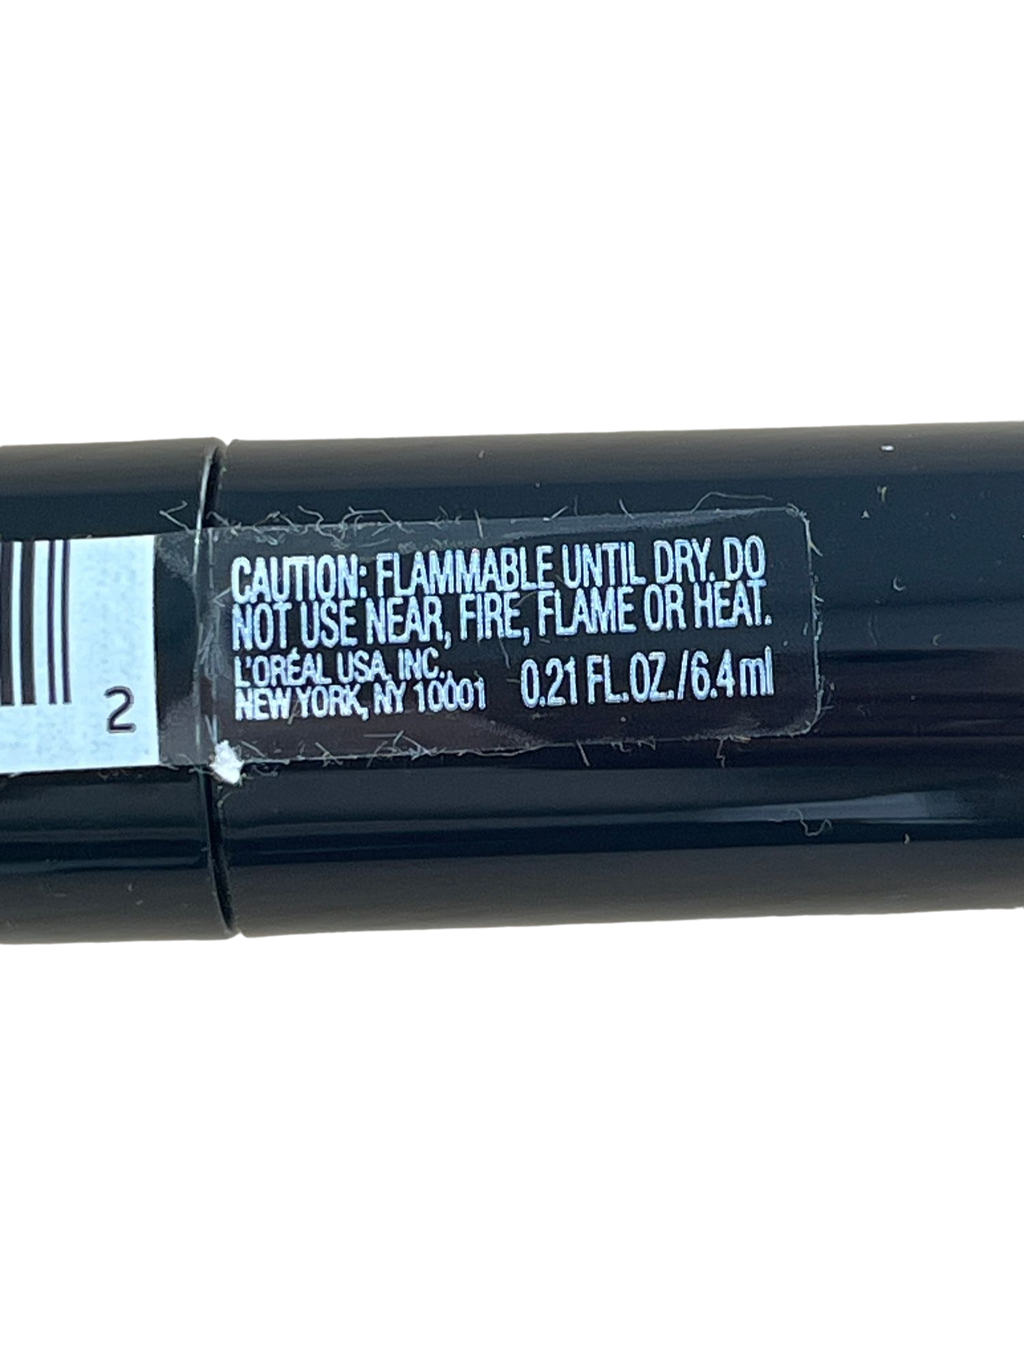 CAUTION: FLAMMABLE UNTIL DRY. DO
NOT USE NEAR, FIRE, FLAME OR HEAT.
L'ORÉAL USA, INC.,
NEW YORK, NY 10001 0.21 FL.OZ./6.4ml
2